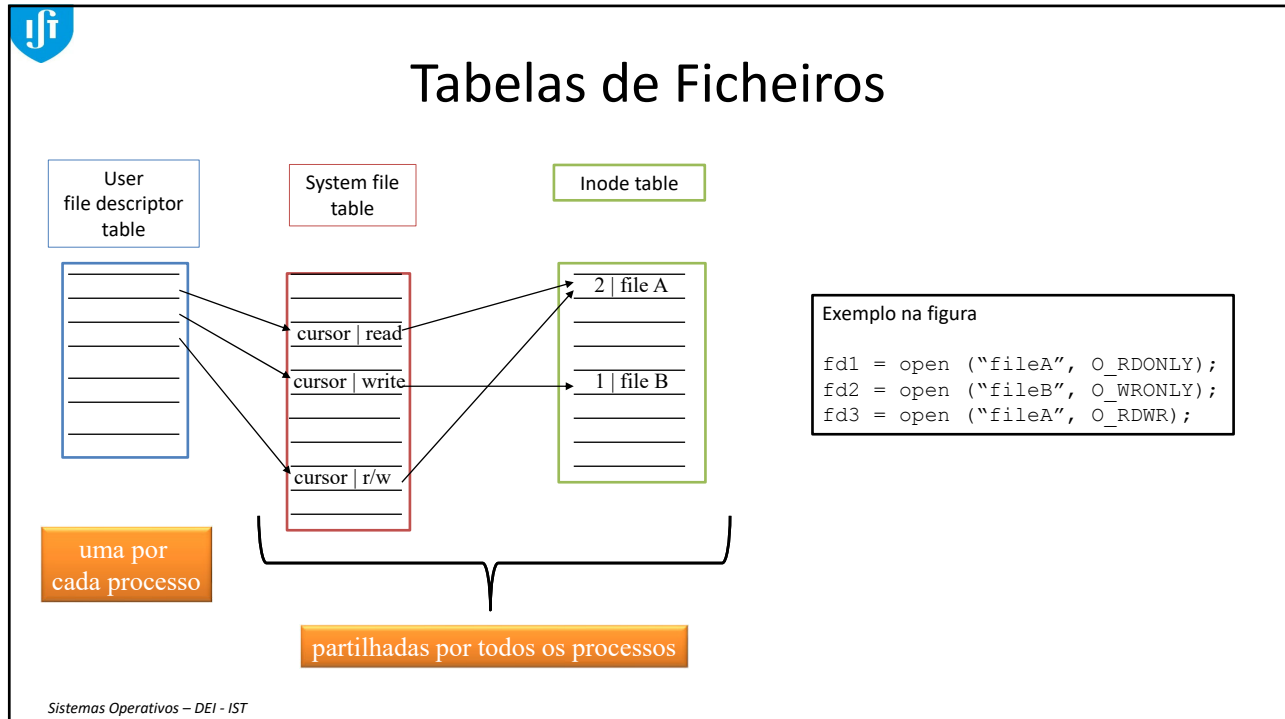 IST
Tabelas de Ficheiros
User
file descriptor
table
System file
table
Inode table
cursor | read
cursor | write
cursor | r/w
2 | file A
1 | file B
Exemplo na figura
fd1 = open (“fileA”, O_RDONLY);
fd2 = open (“fileB”, O_WRONLY);
fd3 = open (“fileA”, O_RDWR);
uma por
cada processo
partilhadas por todos os processos
Sistemas Operativos – DEI - IST